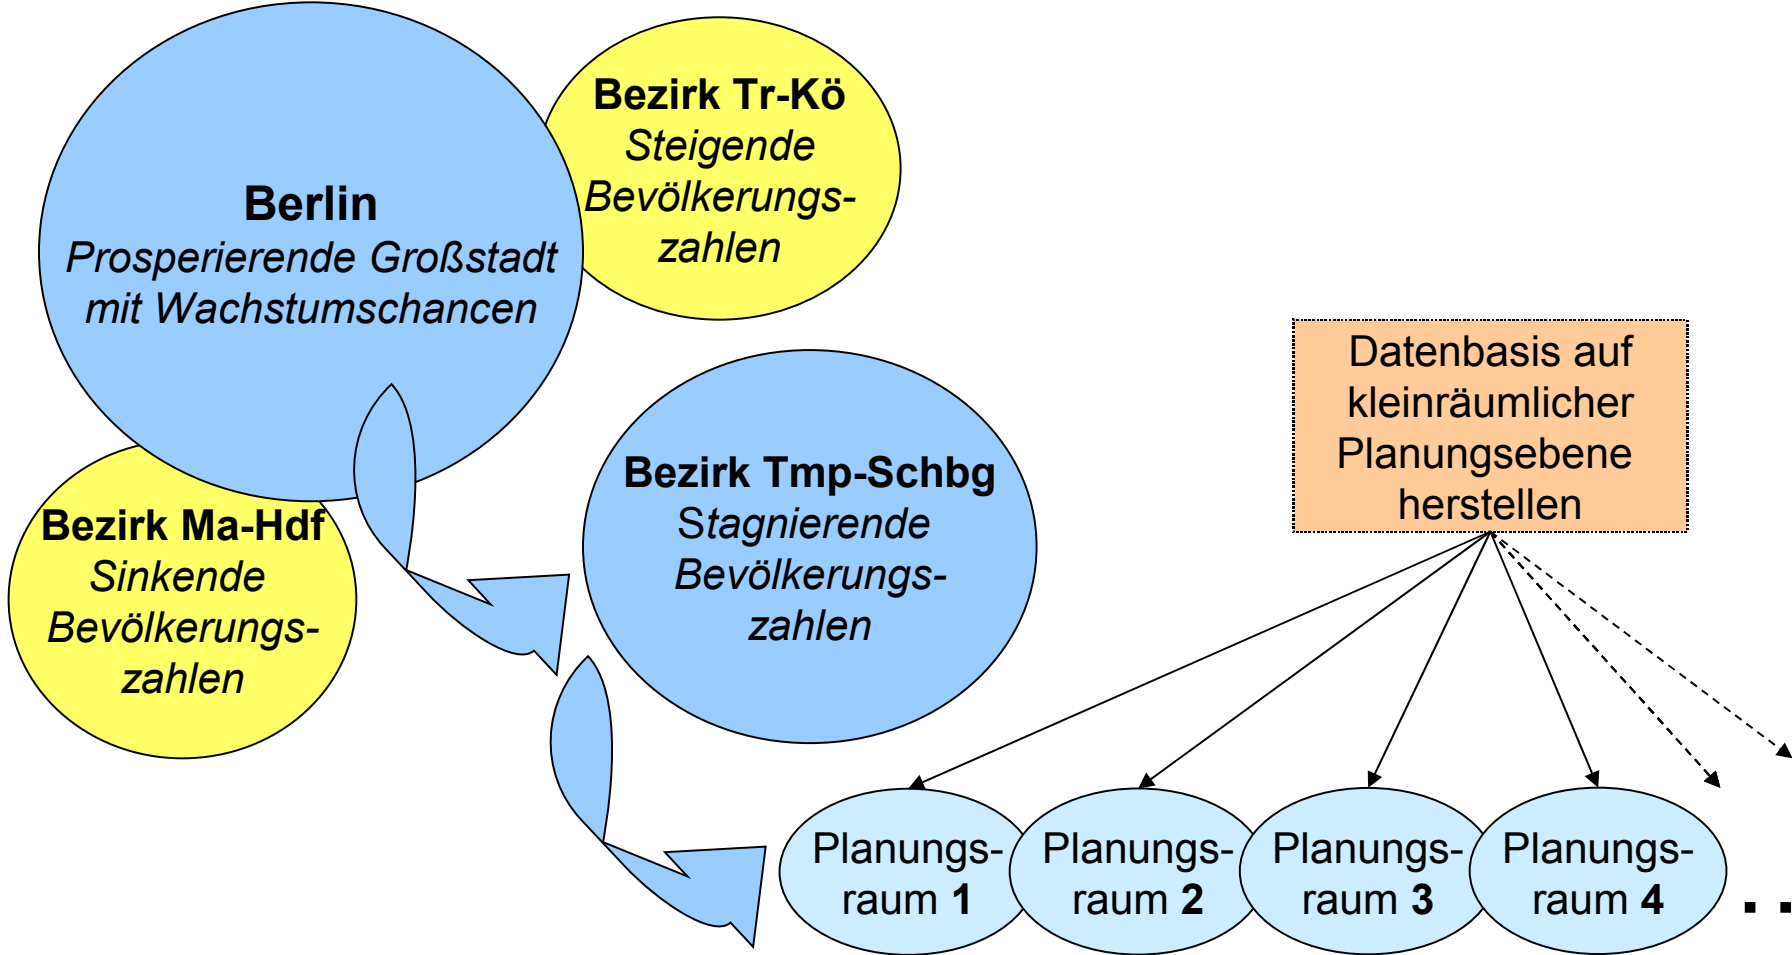 Bezirk Tr-Kö
Steigende
Bevölkerungs-
zahlen
Berlin
Prosperierende Großstadt
mit Wachstumschancen
Bezirk Ma-Hdf
Sinkende
Bevölkerungs-
zahlen
Bezirk Tmp-Schbg
Stagnierende
Bevölkerungs-
zahlen
Datenbasis auf
kleinräumlicher
Planungsebene
herstellen
Planungs-
raum 1
Planungs-
raum 2
Planungs-
raum 3
Planungs-
raum 4
. .